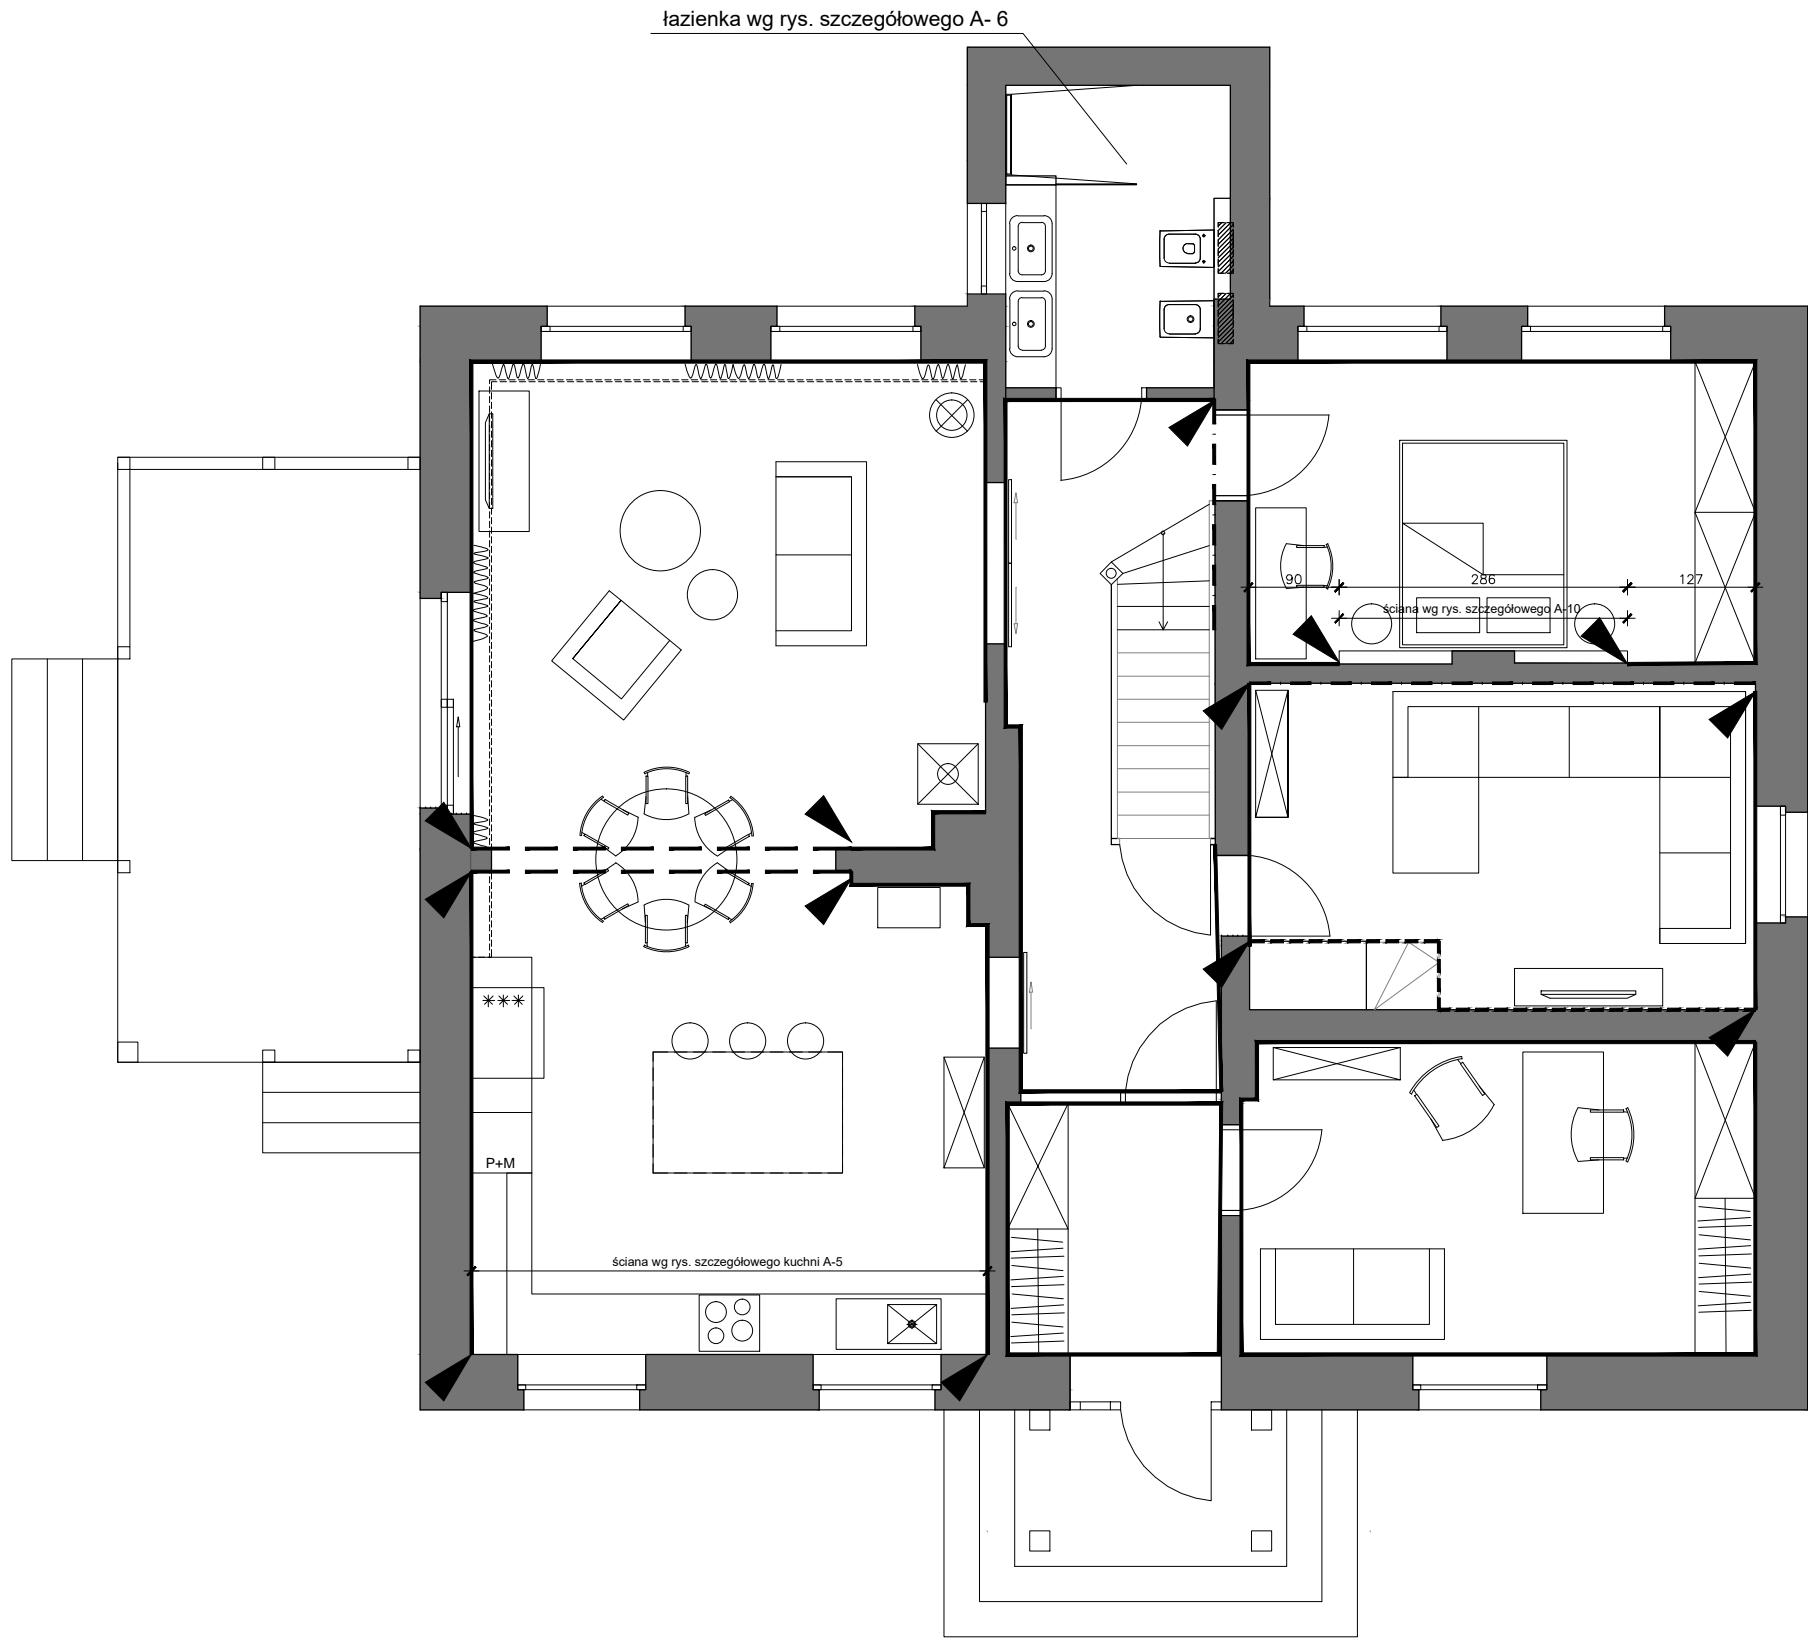 łazienka wg rys. szczegółowego A- 6
90
286
127
ściana wg rys. szczegółowego A-10
P+M
ściana wg rys. szczegółowego kuchni A-5